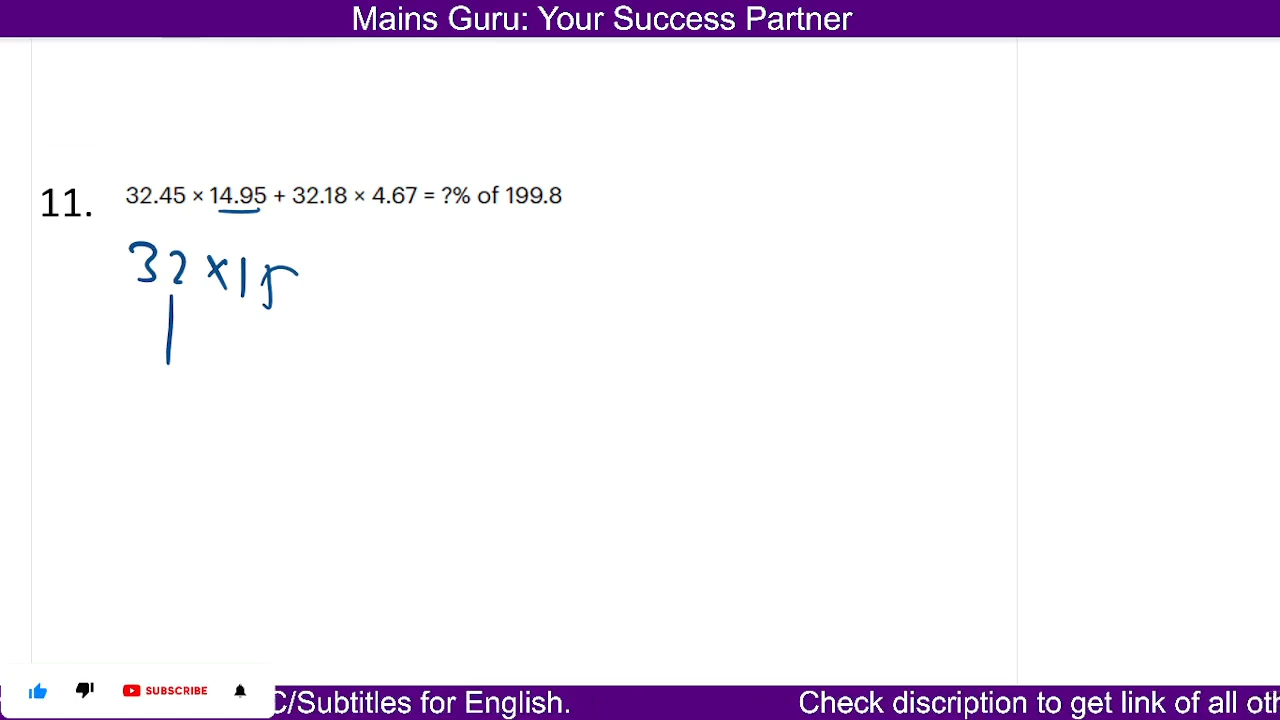 Mains Guru: Your Success Partner
11. 32.45 × 14.95 + 32.18 × 4.67 = ?% of 199.8
32 × 15
SUBSCRIBE
C/Subtitles for English. Check discription to get link of all oth